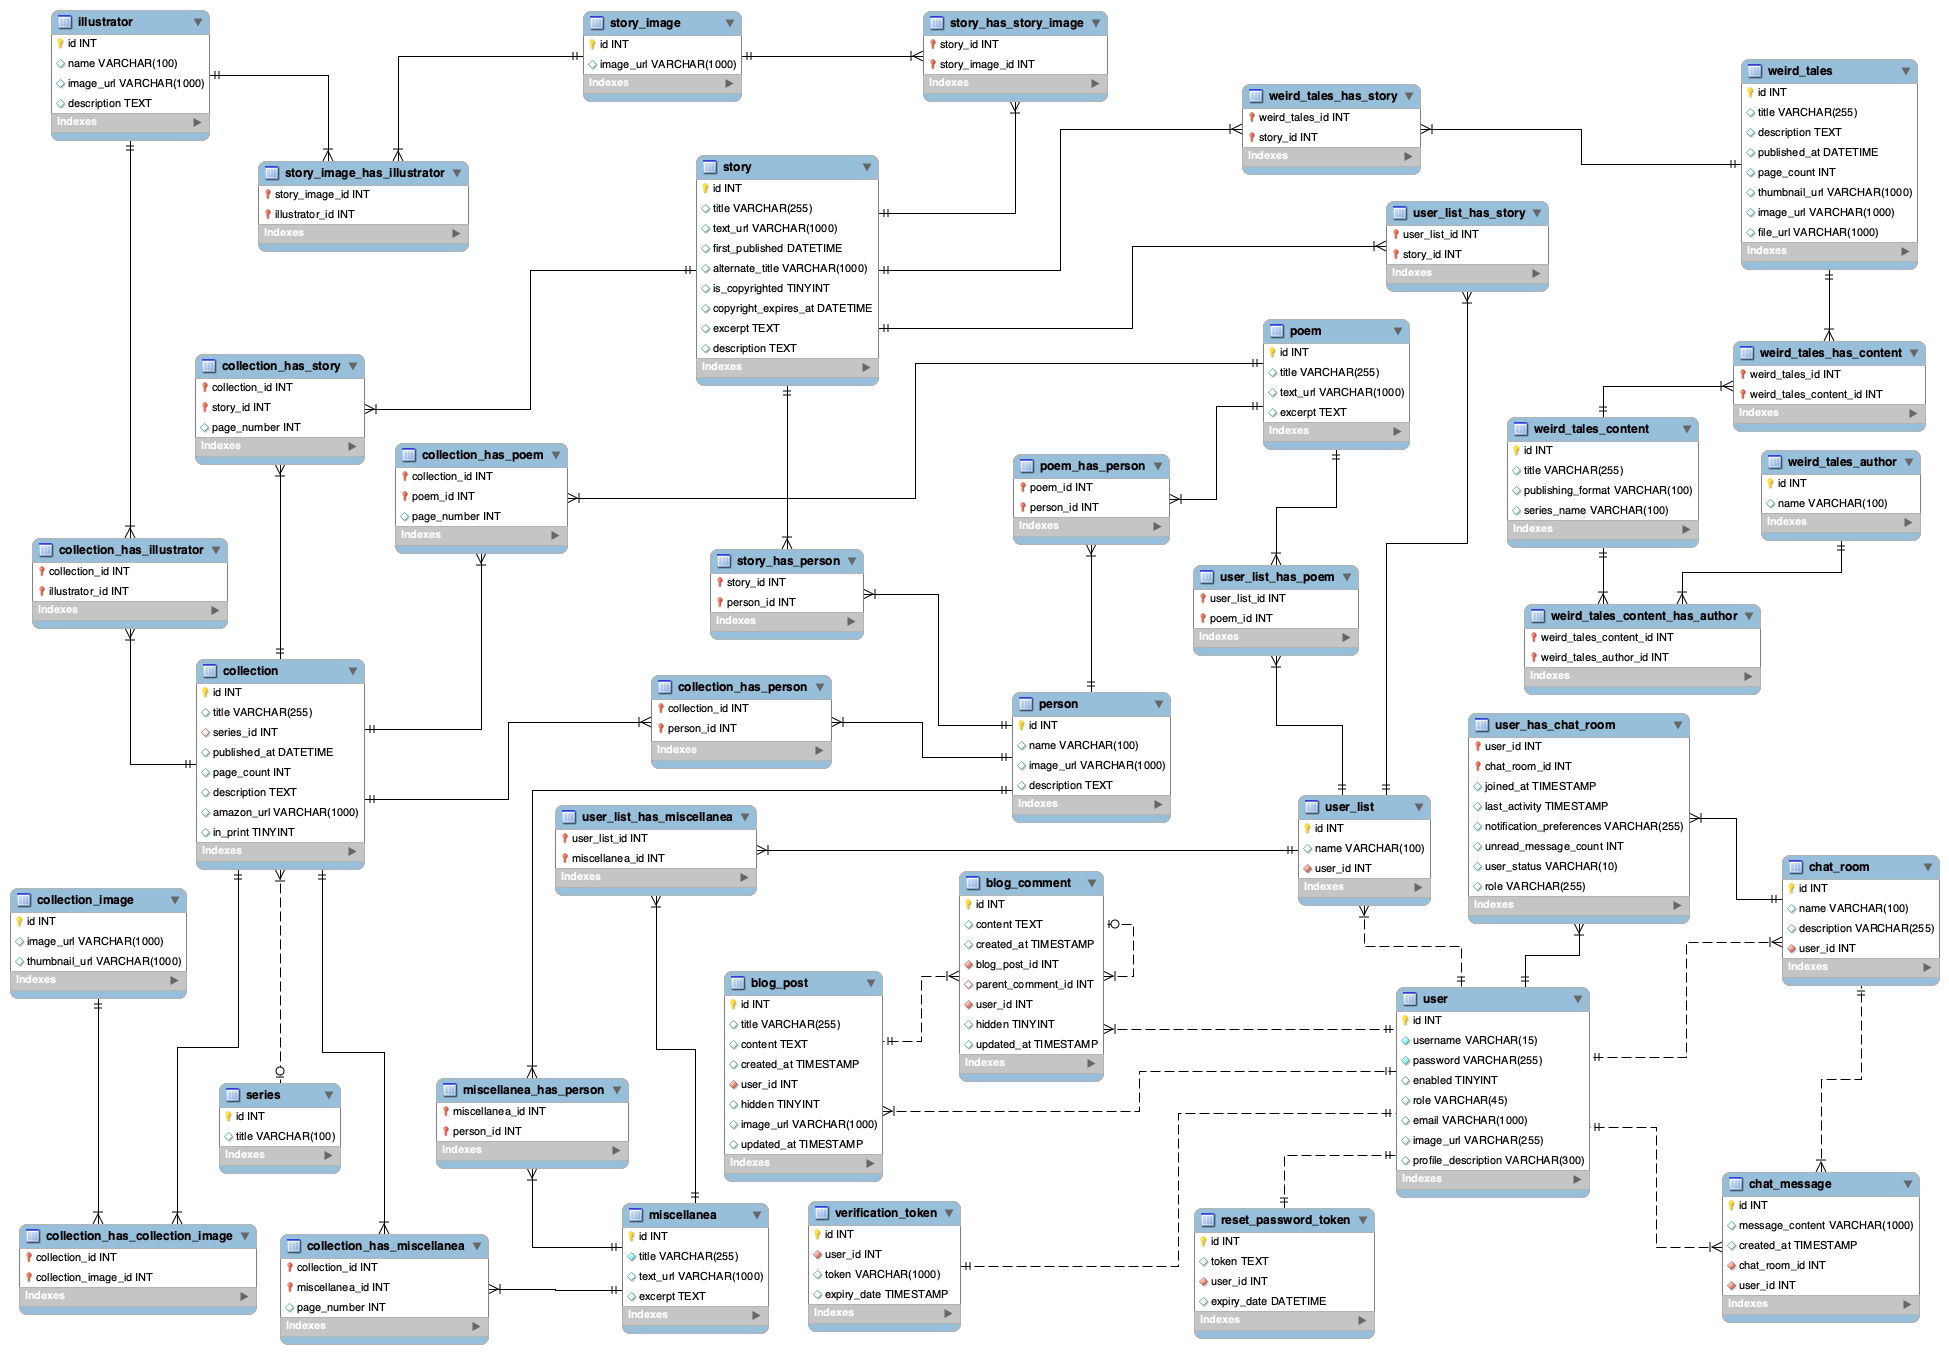 illustrator
id INT
name VARCHAR(100)
image_url VARCHAR(1000)
description TEXT
Indexes
story_image
id INT
image_url VARCHAR(1000)
Indexes
story_has_story_image
story_id INT
story_image_id INT
Indexes
weird_tales
id INT
title VARCHAR(255)
description TEXT
published_at DATETIME
page_count INT
thumbnail_url VARCHAR(1000)
image_url VARCHAR(1000)
file_url VARCHAR(1000)
Indexes
weird_tales_has_story
weird_tales_id INT
story_id INT
Indexes
story_image_has_illustrator
story_image_id INT
illustrator_id INT
Indexes
story
id INT
title VARCHAR(255)
text_url VARCHAR(1000)
first_published DATETIME
alternate_title VARCHAR(1000)
is_copyrighted TINYINT
copyright_expires_at DATETIME
excerpt TEXT
description TEXT
Indexes
user_list_has_story
user_list_id INT
story_id INT
Indexes
poem
id INT
title VARCHAR(255)
text_url VARCHAR(1000)
excerpt TEXT
Indexes
weird_tales_has_content
weird_tales_id INT
weird_tales_content_id INT
Indexes
collection_has_story
collection_id INT
story_id INT
page_number INT
Indexes
weird_tales_content
id INT
title VARCHAR(255)
publishing_format VARCHAR(100)
series_name VARCHAR(100)
Indexes
collection_has_poem
collection_id INT
poem_id INT
page_number INT
Indexes
poem_has_person
poem_id INT
person_id INT
Indexes
weird_tales_author
id INT
name VARCHAR(100)
Indexes
collection_has_illustrator
collection_id INT
illustrator_id INT
Indexes
story_has_person
story_id INT
person_id INT
Indexes
user_list_has_poem
user_list_id INT
poem_id INT
Indexes
weird_tales_content_has_author
weird_tales_content_id INT
weird_tales_author_id INT
Indexes
collection
id INT
title VARCHAR(255)
series_id INT
published_at DATETIME
page_count INT
description TEXT
amazon_url VARCHAR(1000)
in_print TINYINT
Indexes
collection_has_person
collection_id INT
person_id INT
Indexes
person
id INT
name VARCHAR(100)
image_url VARCHAR(1000)
description TEXT
Indexes
user_has_chat_room
user_id INT
chat_room_id INT
joined_at TIMESTAMP
last_activity TIMESTAMP
notification_preferences VARCHAR(255)
unread_message_count INT
user_status VARCHAR(10)
role VARCHAR(255)
Indexes
user_list_has_miscellanea
user_list_id INT
miscellanea_id INT
Indexes
user_list
id INT
name VARCHAR(100)
user_id INT
Indexes
chat_room
id INT
name VARCHAR(100)
description VARCHAR(255)
user_id INT
Indexes
collection_image
id INT
image_url VARCHAR(1000)
thumbnail_url VARCHAR(1000)
Indexes
blog_comment
id INT
content TEXT
created_at TIMESTAMP
blog_post_id INT
parent_comment_id INT
user_id INT
hidden TINYINT
updated_at TIMESTAMP
Indexes
blog_post
id INT
title VARCHAR(255)
content TEXT
created_at TIMESTAMP
user_id INT
hidden TINYINT
image_url VARCHAR(1000)
updated_at TIMESTAMP
Indexes
user
id INT
username VARCHAR(15)
password VARCHAR(255)
enabled TINYINT
role VARCHAR(45)
email VARCHAR(1000)
image_url VARCHAR(255)
profile_description VARCHAR(300)
Indexes
series
id INT
title VARCHAR(100)
Indexes
miscellanea_has_person
miscellanea_id INT
person_id INT
Indexes
chat_message
id INT
message_content VARCHAR(1000)
created_at TIMESTAMP
chat_room_id INT
user_id INT
Indexes
collection_has_collection_image
collection_id INT
collection_image_id INT
Indexes
collection_has_miscellanea
collection_id INT
miscellanea_id INT
page_number INT
Indexes
miscellanea
id INT
title VARCHAR(255)
text_url VARCHAR(1000)
excerpt TEXT
Indexes
verification_token
id INT
user_id INT
token VARCHAR(1000)
expiry_date TIMESTAMP
Indexes
reset_password_token
id INT
token TEXT
user_id INT
expiry_date DATETIME
Indexes